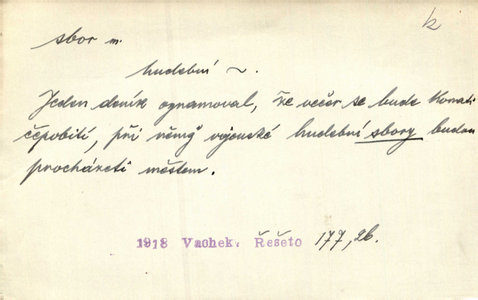 k
sbor m.
hudební ~.
Jeden deník oznamoval, že večer se bude konati
čepobití, při němž vojenské hudební sbory budou
procházeti městem.
1918 Vachek. Řešeto 177, 26.